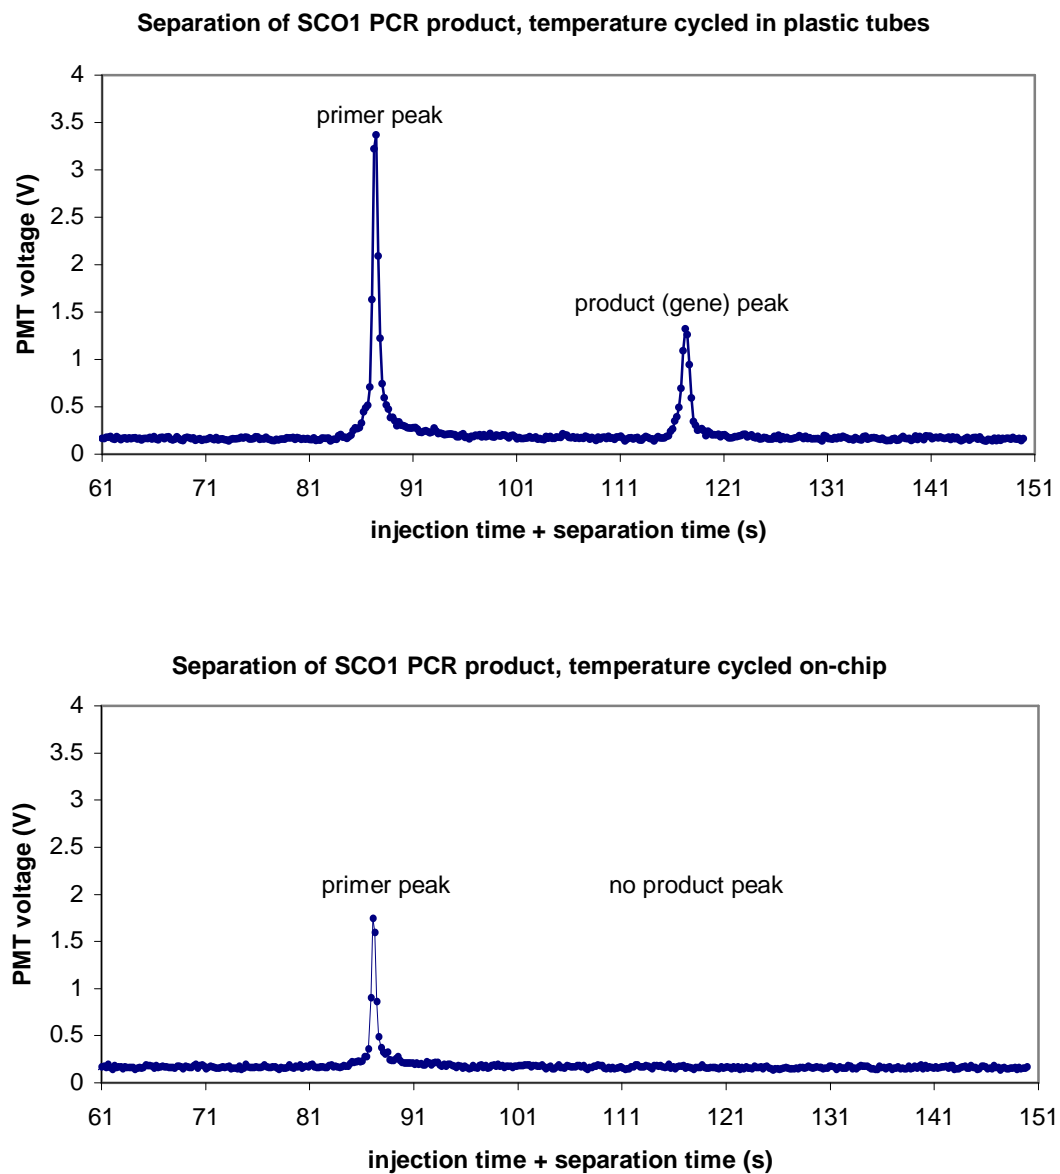 Separation of SCO1 PCR product, temperature cycled in plastic tubes
4
3.5
3
2.5
2
1.5
1
0.5
0
PMT voltage (V)
primer peak
product (gene) peak
61 71 81 91 101 111 121 131 141 151
injection time + separation time (s)
Separation of SCO1 PCR product, temperature cycled on-chip
4
3.5
3
2.5
2
1.5
1
0.5
0
PMT voltage (V)
primer peak no product peak
61 71 81 91 101 111 121 131 141 151
injection time + separation time (s)